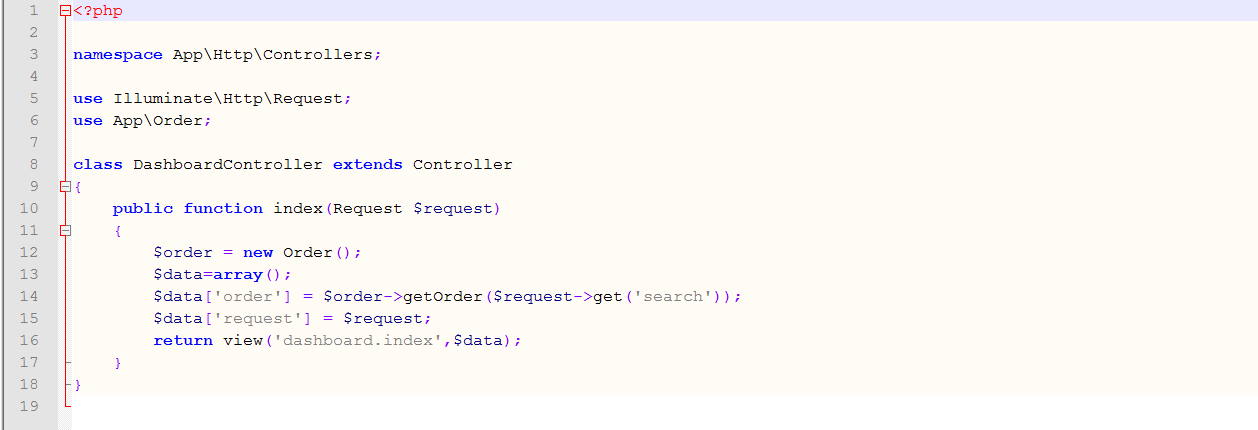 1 <?php
2
3 namespace App\Http\Controllers;
4
5 use Illuminate\Http\Request;
6 use App\Order;
7
8 class DashboardController extends Controller
9 {
10     public function index(Request $request)
11     {
12         $order = new Order();
13         $data=array();
14         $data['order'] = $order->getOrder($request->get('search'));
15         $data['request'] = $request;
16         return view('dashboard.index',$data);
17     }
18 }
19